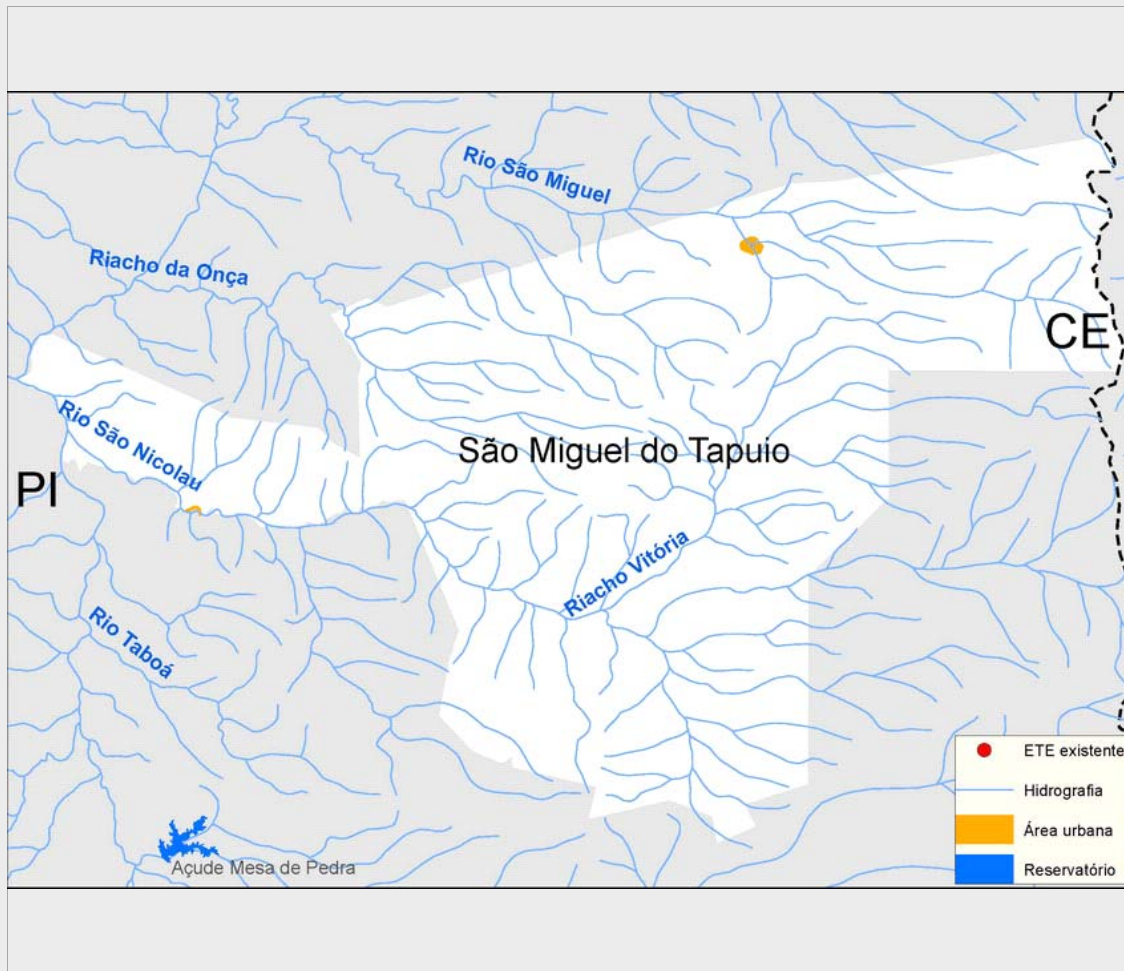 Rio São Miguel
Riacho da Onça
CE
Rio São Nicolau
São Miguel do Tapuio
PI
Riacho Vitória
Rio Taboá
Açude Mesa de Pedra
ETE existente
Hidrografia
Área urbana
Reservatório